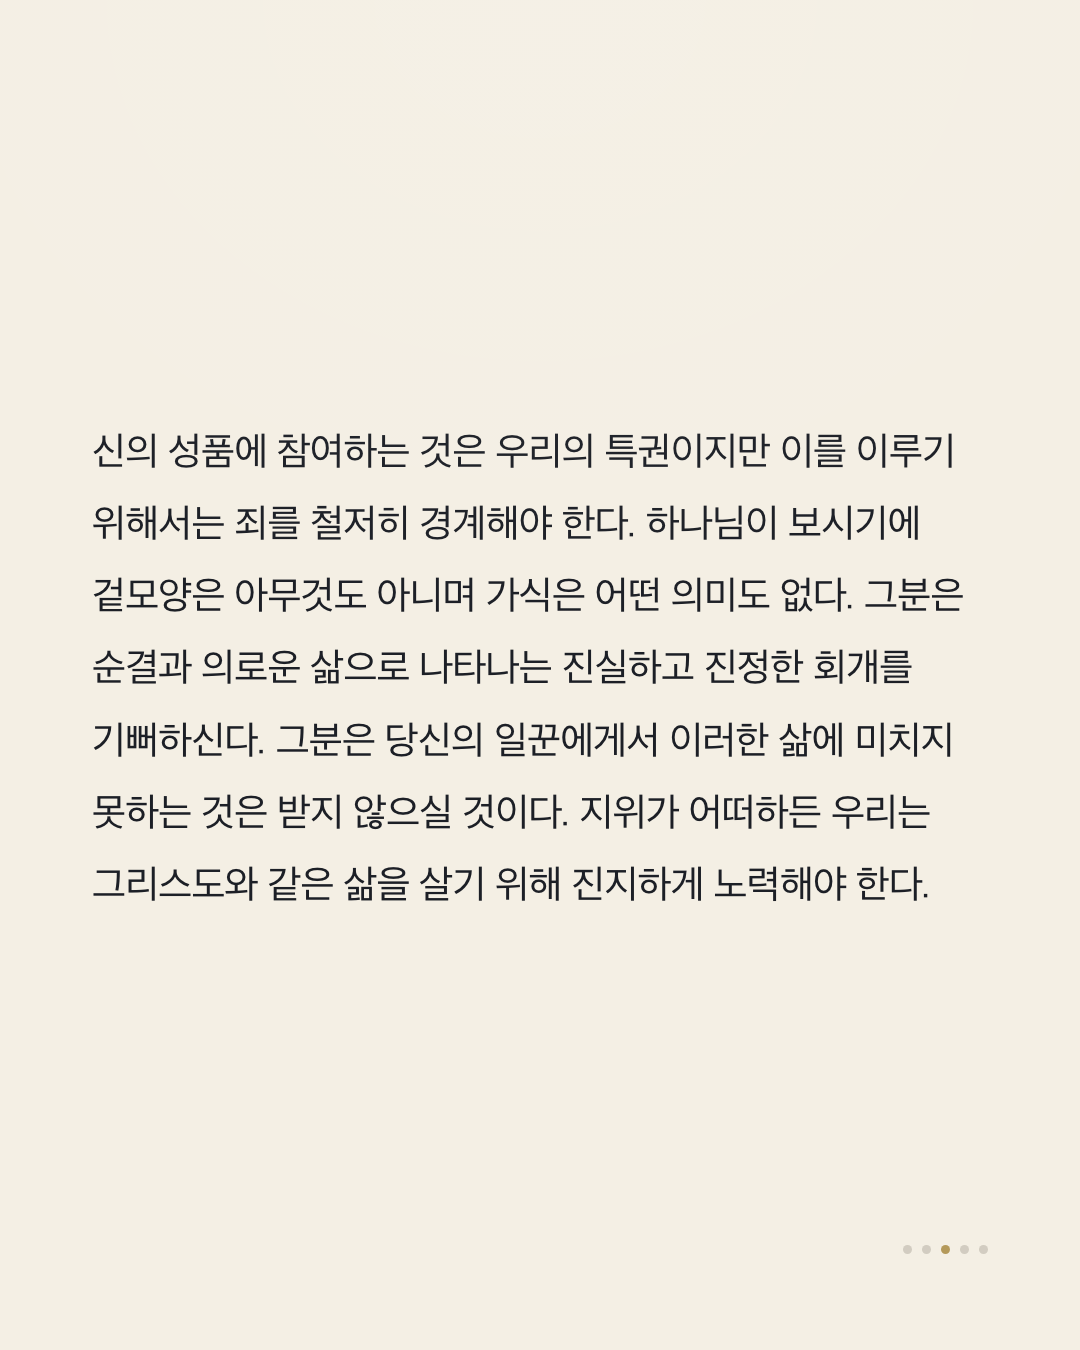 신의 성품에 참여하는 것은 우리의 특권이지만 이를 이루기
위해서는 죄를 철저히 경계해야 한다. 하나님이 보시기에
겉모양은 아무것도 아니며 가식은 어떤 의미도 없다. 그분은
순결과 의로운 삶으로 나타나는 진실하고 진정한 회개를
기뻐하신다. 그분은 당신의 일꾼에게서 이러한 삶에 미치지
못하는 것은 받지 않으실 것이다. 지위가 어떠하든 우리는
그리스도와 같은 삶을 살기 위해 진지하게 노력해야 한다.